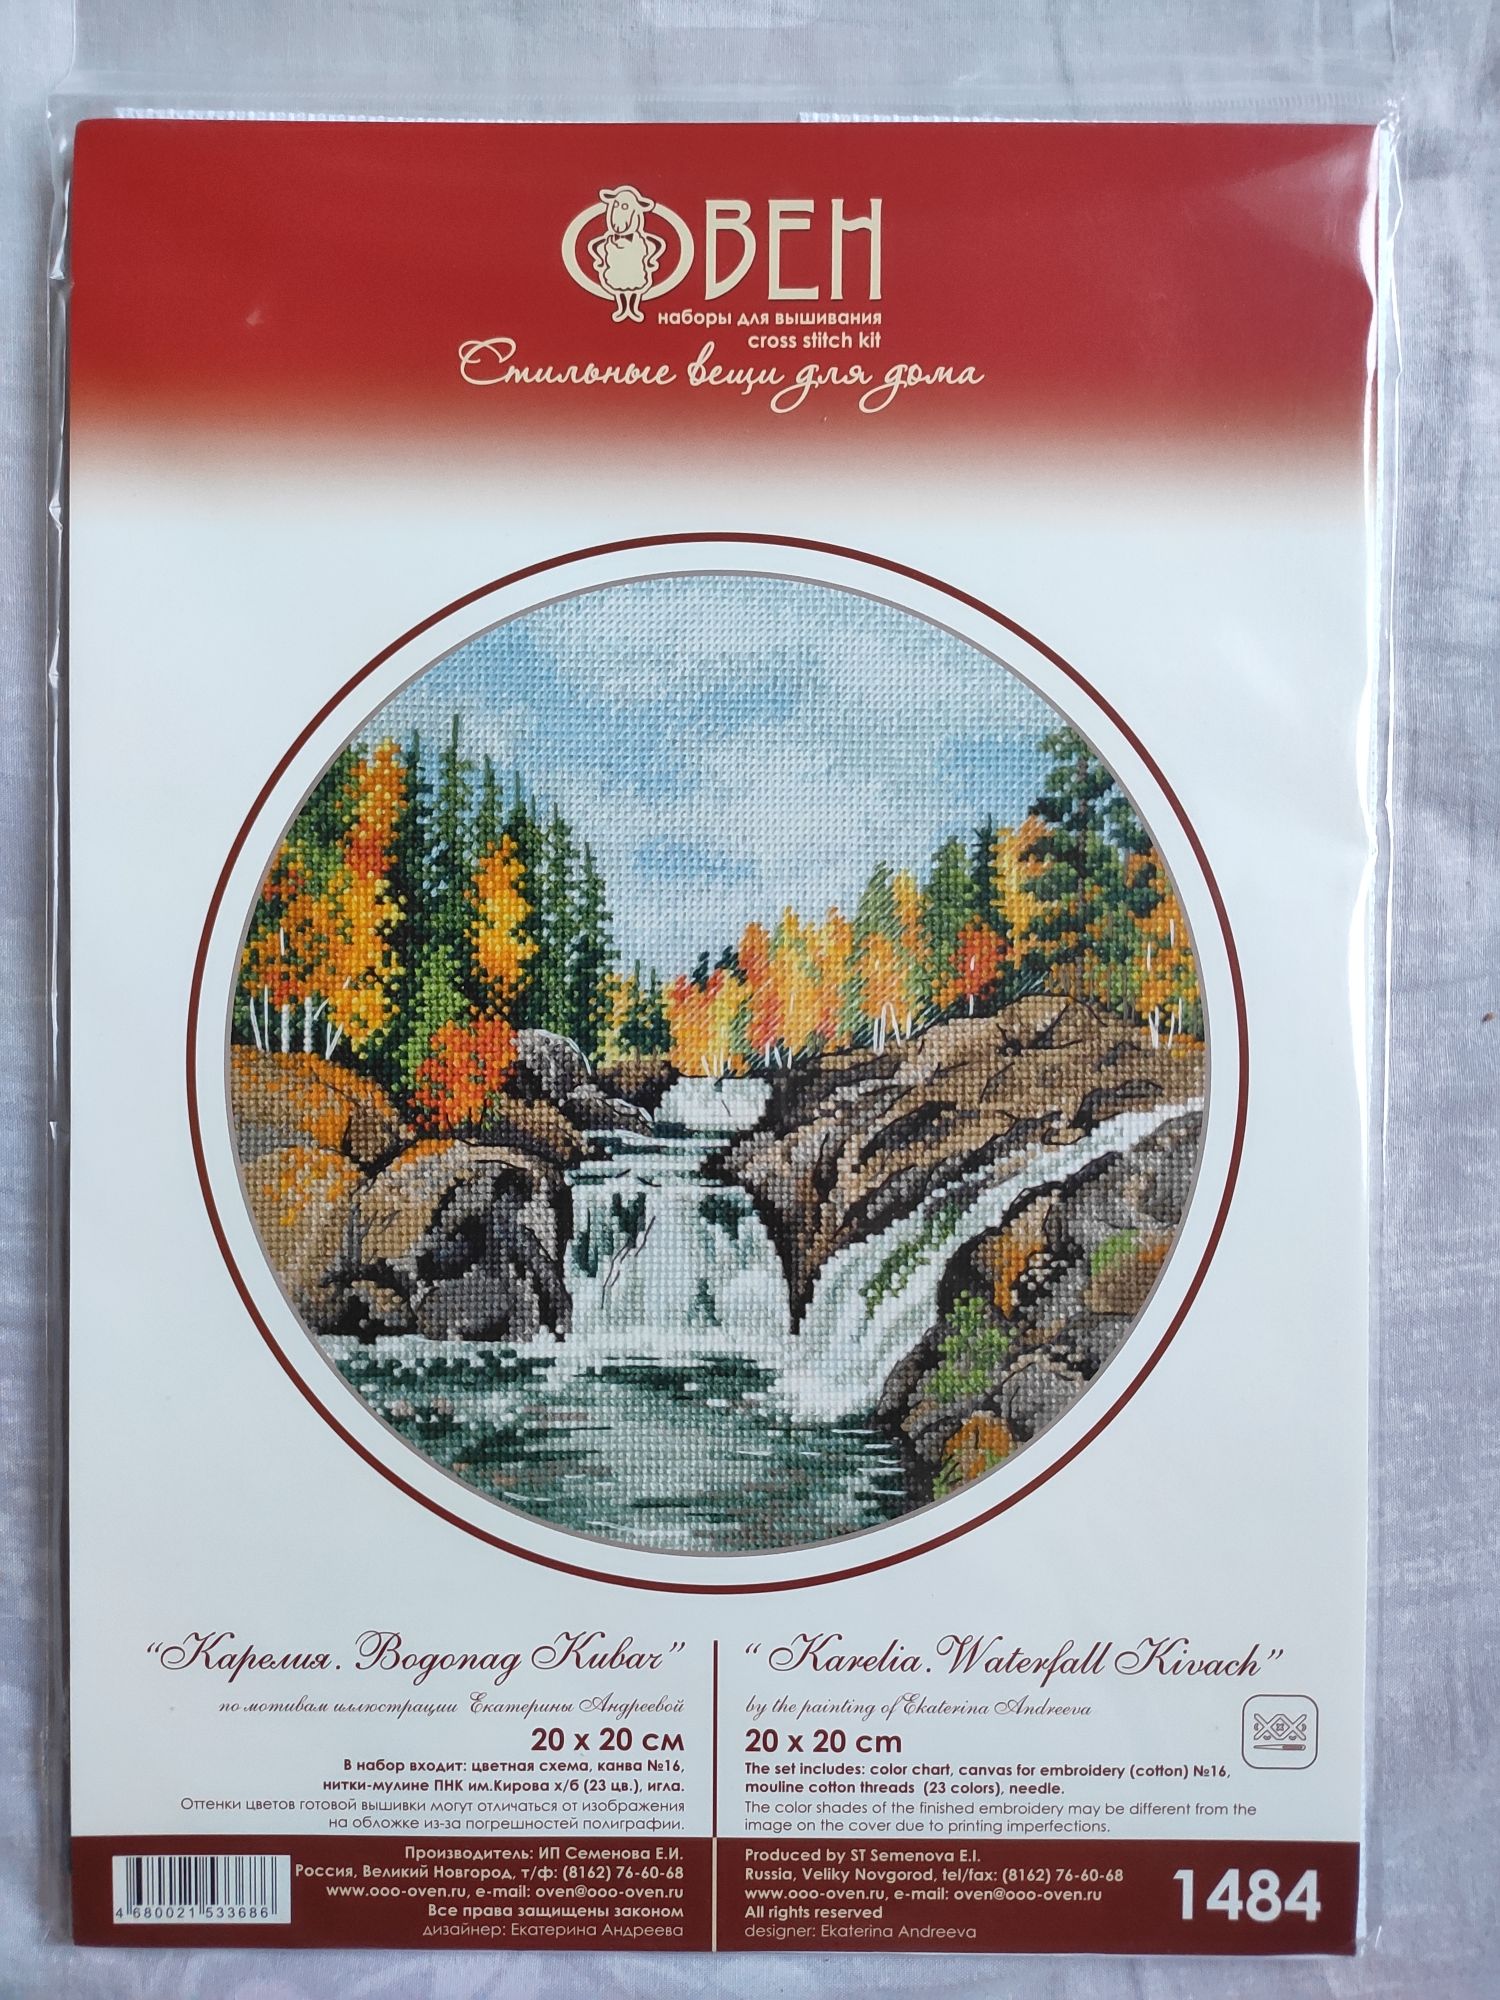 ОВЕН
наборы для вышивания
cross stitch kit
Стильные вещи для дома
"Карелия. Водопад Кивач"
по мотивам иллюстрации Екатерины Андреевой
20 x 20 см
В набор входит: цветная схема, канва №16,
нитки-мулине ПНК им.Кирова х/б (23 цв.), игла.
Оттенки цветов готовой вышивки могут отличаться от изображения
на обложке из-за погрешностей полиграфии.
"Karelia. Waterfall Kivach"
by the painting of Ekaterina Andreeva
20 x 20 cm
The set includes: color chart, canvas for embroidery (cotton) №16,
mouline cotton threads (23 colors), needle.
The color shades of the finished embroidery may be different from the
image on the cover due to printing imperfections.
4 680021 533686
Производитель: ИП Семенова Е.И.
Россия, Великий Новгород, т/ф: (8162) 76-60-68
www.ooo-oven.ru, e-mail: oven@ooo-oven.ru
Все права защищены законом
дизайнер: Екатерина Андреева
Produced by ST Semenova E.I.
Russia, Veliky Novgorod, tel/fax: (8162) 76-60-68
www.ooo-oven.ru, e-mail: oven@ooo-oven.ru
All rights reserved
designer: Ekaterina Andreeva
1484